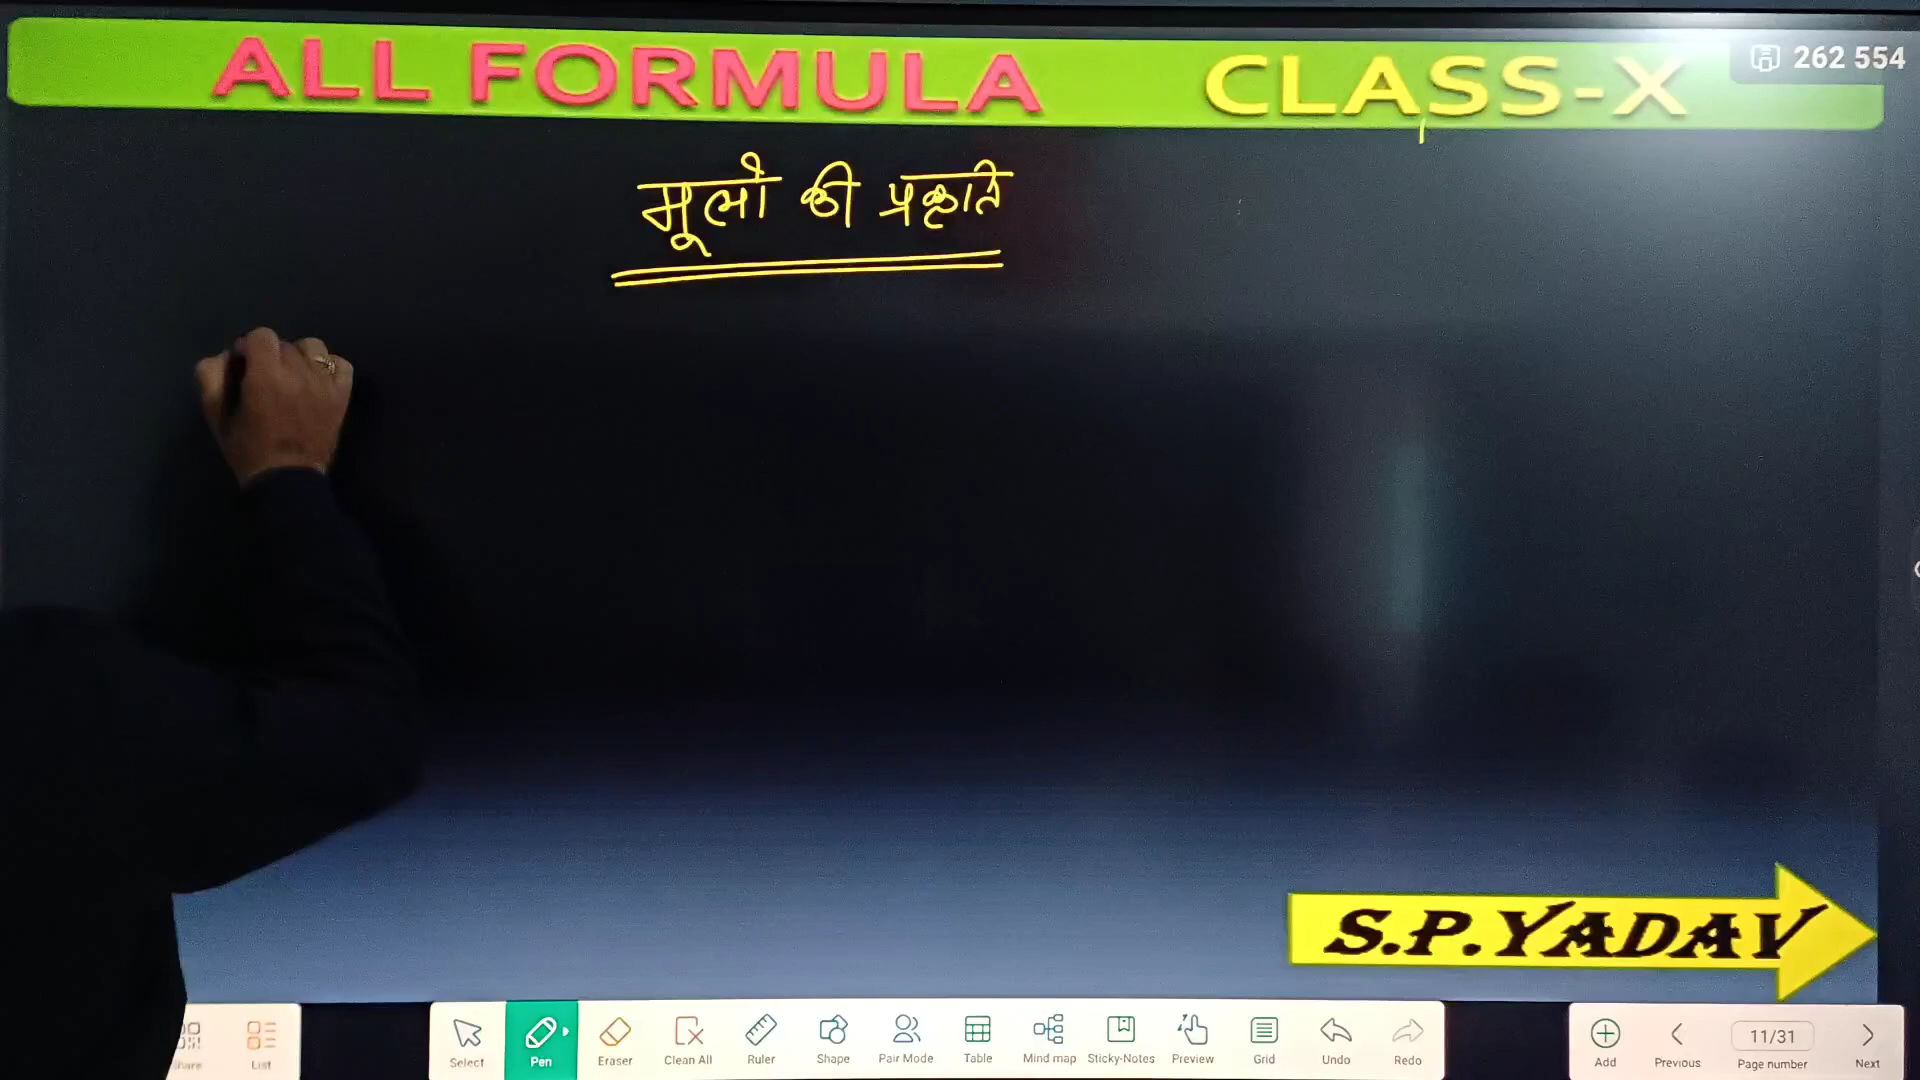 ALL FORMULA CLASS-X
262 554
मूलो की प्रकृति
S.P.YADAV
List
Select
Pen
Eraser
Clean All
Ruler
Shape
Pair Mode
Table
Mind map
Sticky-Notes
Preview
Grid
Undo
Redo
Add
Previous
11/31
Page number
Next